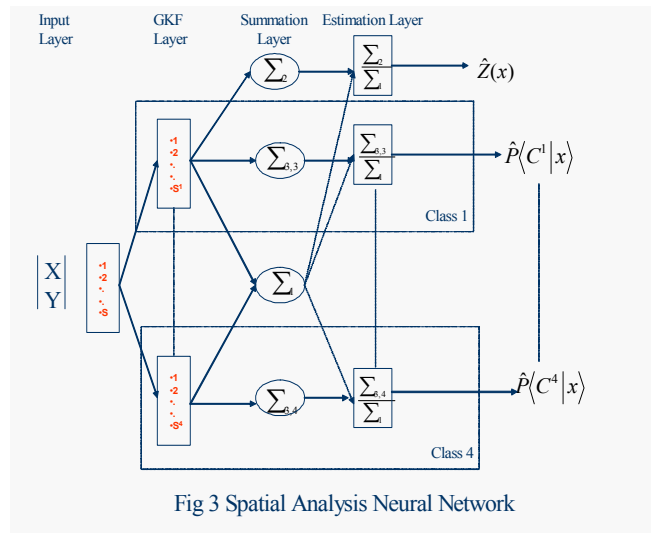 Input Layer
GKF Layer
Summation Layer
Estimation Layer
∑2
∑2
∑1
Ẑ(x)
•1
•2
•.
•.
•S¹
∑3,3
∑3,3
∑1
P̂⟨C¹|x⟩
Class 1
|X|
|Y|
•1
•2
•.
•.
•S
∑1
•1
•2
•.
•.
•S⁴
∑3,4
∑3,4
∑1
P̂⟨C⁴|x⟩
Class 4
Fig 3 Spatial Analysis Neural Network